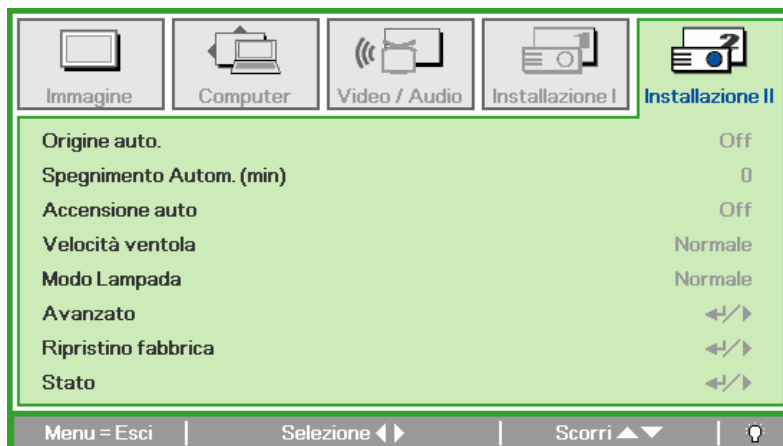 Immagine
Computer
Video / Audio
Installazione I
Installazione II
Origine auto. Off
Spegnimento Autom. (min) 0
Accensione auto Off
Velocità ventola Normale
Modo Lampada Normale
Avanzato
Ripristino fabbrica
Stato
Menu = Esci Selezione Scorri